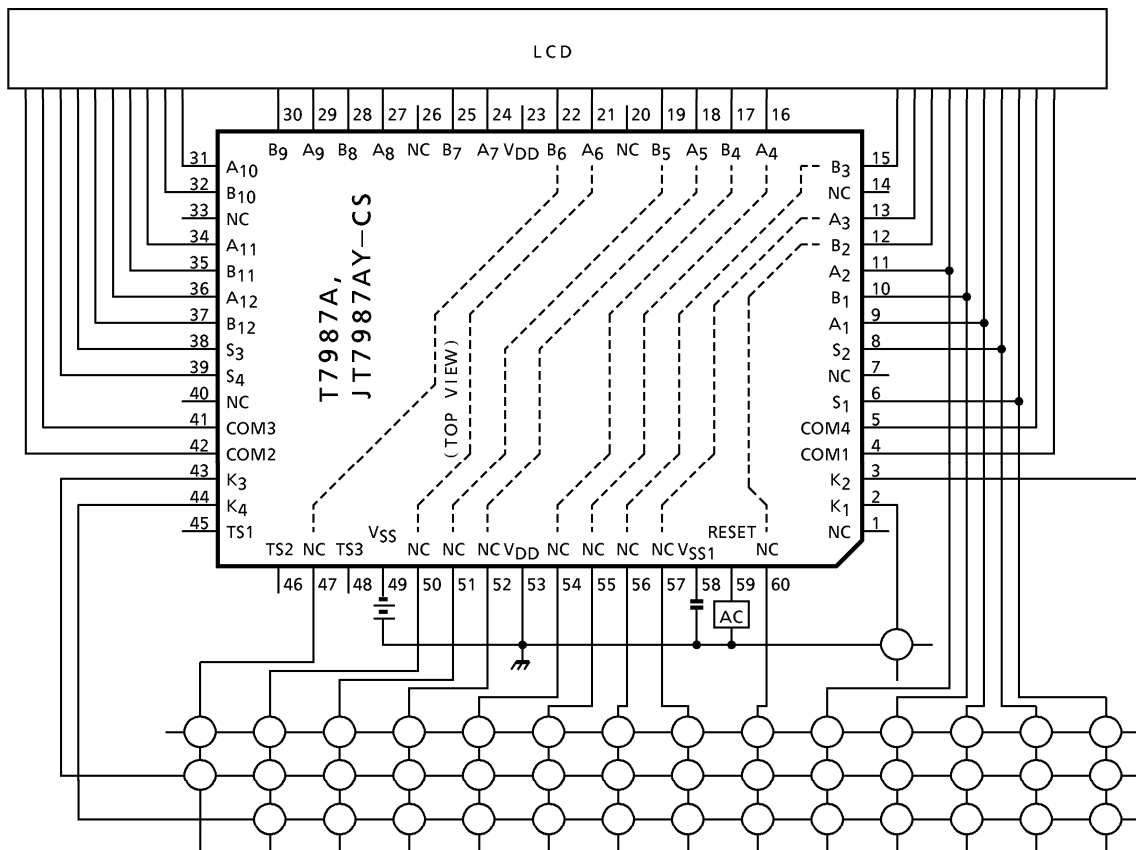 LCD
30 29 28 27 26 25 24 23 22 21 20 19 18 17 16
B9 A9 B8 A8 NC B7 A7 VDD B6 A6 NC B5 A5 B4 A4
31 A10
32 B10
33 NC
34 A11
35 B11
36 A12
37 B12
38 S3
39 S4
40 NC
41 COM3
42 COM2
43 K3
44 K4
45 TS1
T7987A,
JT7987AY-CS
(TOP VIEW)
B3 15
NC 14
A3 13
B2 12
A2 11
B1 10
A1 9
S2 8
NC 7
S1 6
COM4 5
COM1 4
K2 3
K1 2
NC 1
TS2 NC TS3 VSS NC NC NC VDD NC NC NC NC VSS1 RESET NC
46 47 48 49 50 51 52 53 54 55 56 57 58 59 60
AC